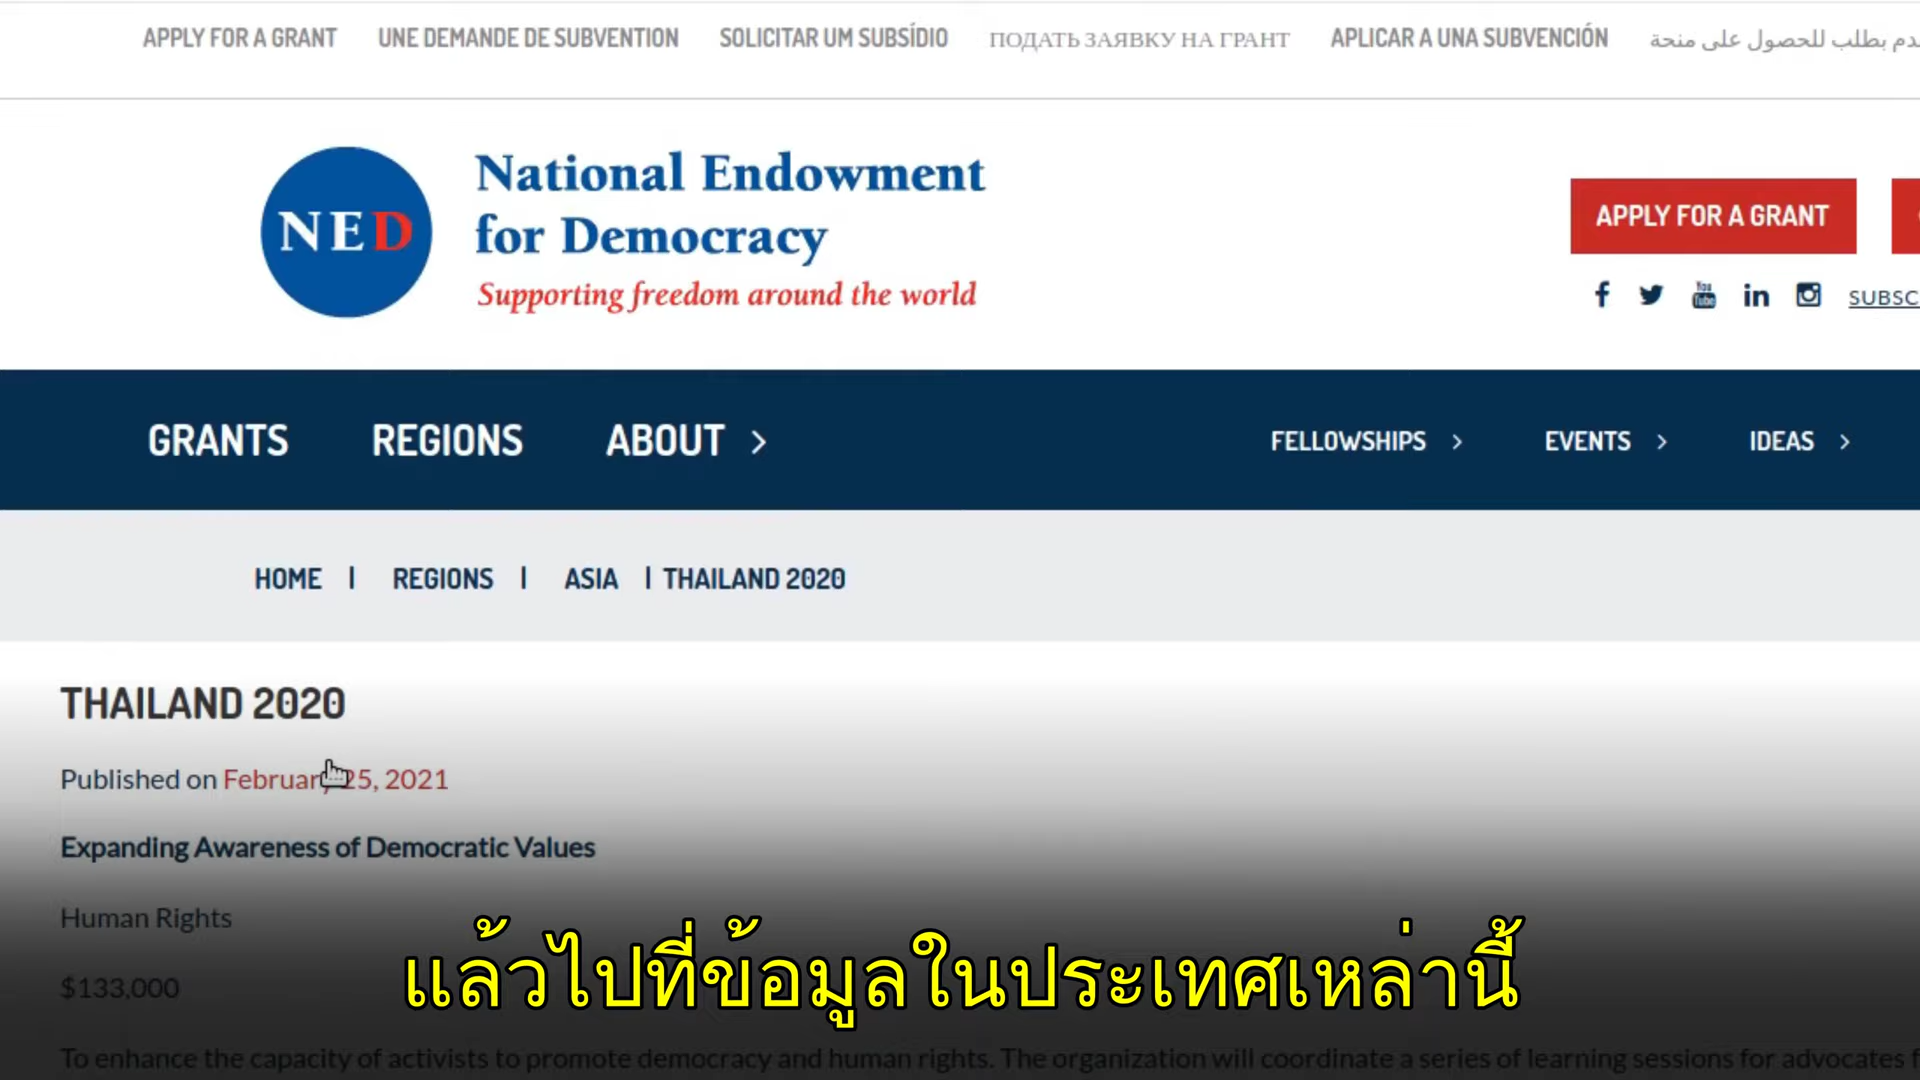 APPLY FOR A GRANT UNE DEMANDE DE SUBVENTION SOLICITAR UM SUBSÍDIO ПОДАТЬ ЗАЯВКУ НА ГРАНТ APLICAR A UNA SUBVENCIÓN بطلب للحصول على منحة
NED
National Endowment
for Democracy
Supporting freedom around the world
APPLY FOR A GRANT
You Tube in
GRANTS REGIONS ABOUT > FELLOWSHIPS > EVENTS > IDEAS >
HOME | REGIONS | ASIA | THAILAND 2020
THAILAND 2020
Published on February 25, 2021
Expanding Awareness of Democratic Values
Human Rights
$133,000
แล้วไปที่ข้อมูลในประเทศเหล่านี้
To enhance the capacity of activists to promote democracy and human rights. The organization will coordinate a series of learning sessions for advocates